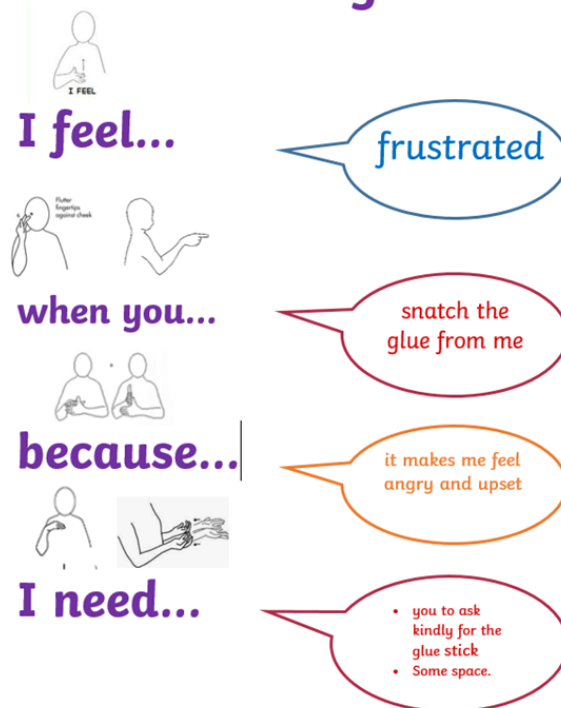 I FEEL
I feel...
frustrated
Flutter
fingertips
against cheek
when you...
snatch the
glue from me
because...
it makes me feel
angry and upset
I need...
• you to ask
kindly for the
glue stick
• Some space.